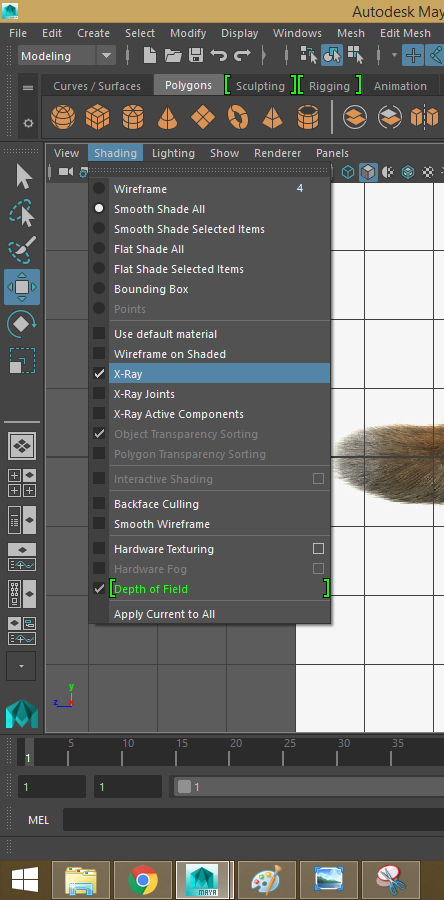 Autodesk May
File Edit Create Select Modify Display Windows Mesh Edit Mesh
Modeling
Curves / Surfaces Polygons Sculpting Rigging Animation
View Shading Lighting Show Renderer Panels
Wireframe 4
Smooth Shade All
Smooth Shade Selected Items
Flat Shade All
Flat Shade Selected Items
Bounding Box
Points
Use default material
Wireframe on Shaded
X-Ray
X-Ray Joints
X-Ray Active Components
Object Transparency Sorting
Polygon Transparency Sorting
Interactive Shading
Backface Culling
Smooth Wireframe
Hardware Texturing
Hardware Fog
Depth of Field
Apply Current to All
y
z
x
1 5 10 15 20 25 30 35
1 1 1
MEL
MAYA